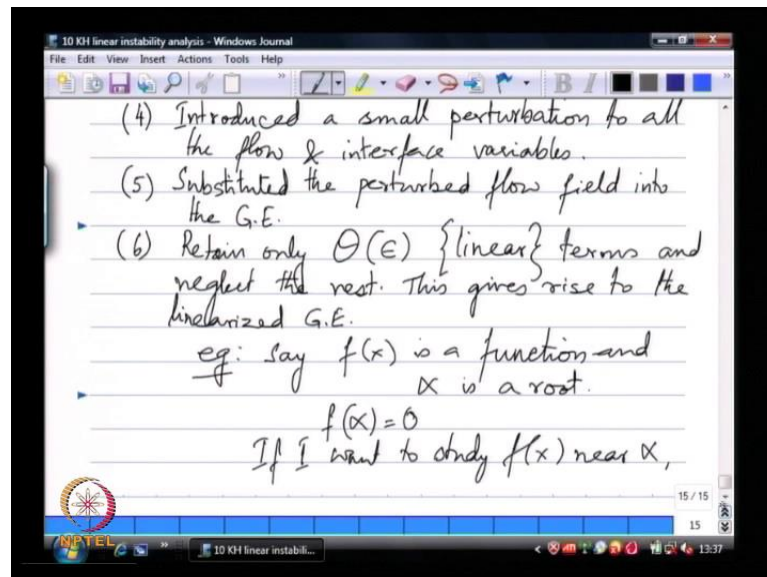 10 KH linear instability analysis - Windows Journal
File Edit View Insert Actions Tools Help
(4) Introduced a small perturbation to all
the flow & interface variables.
(5) Substituted the perturbed flow field into
the G.E.
(6) Retain only O(ε) {linear} terms and
neglect the rest. This gives rise to the
linearized G.E.
eg: Say f(x) is a function and
α is a root.
f(α) = 0
If I want to study f(x) near α,
15 / 15
15
NPTEL
10 KH linear instabili...
13:37